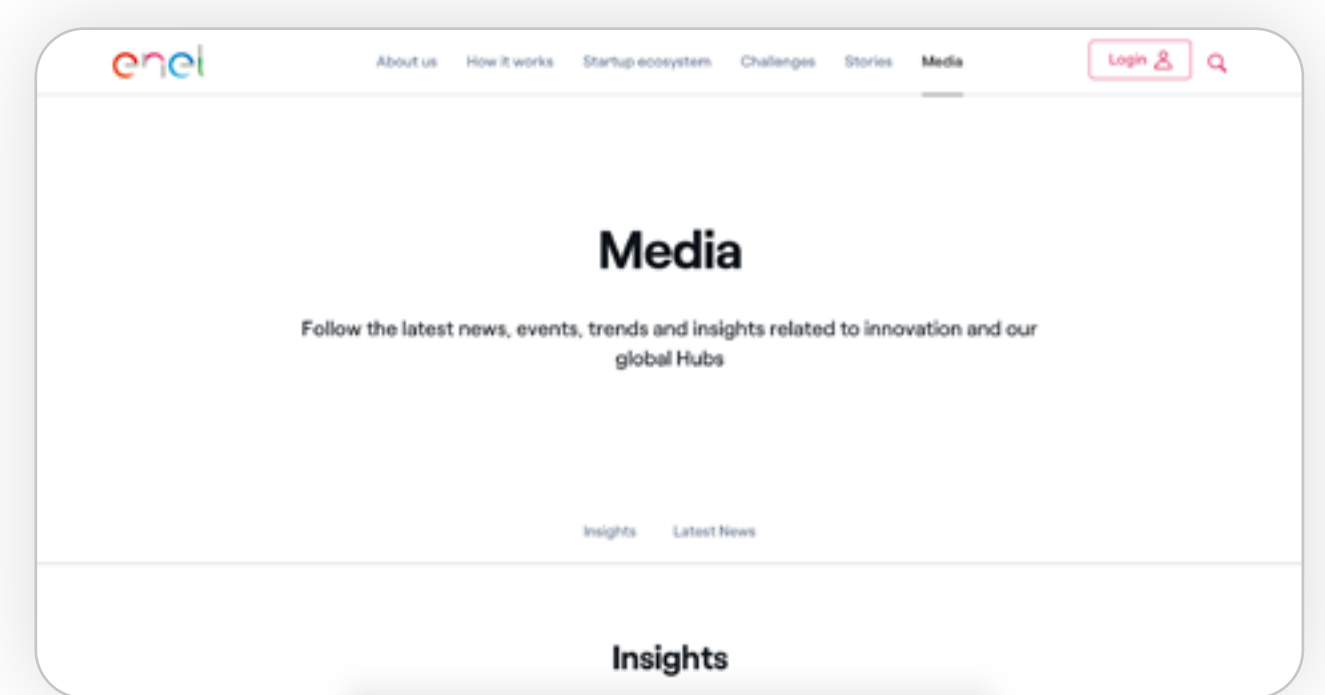 enel
About us How it works Startup ecosystem Challenges Stories Media Login
Media
Follow the latest news, events, trends and insights related to innovation and our
global Hubs
Insights Latest News
Insights